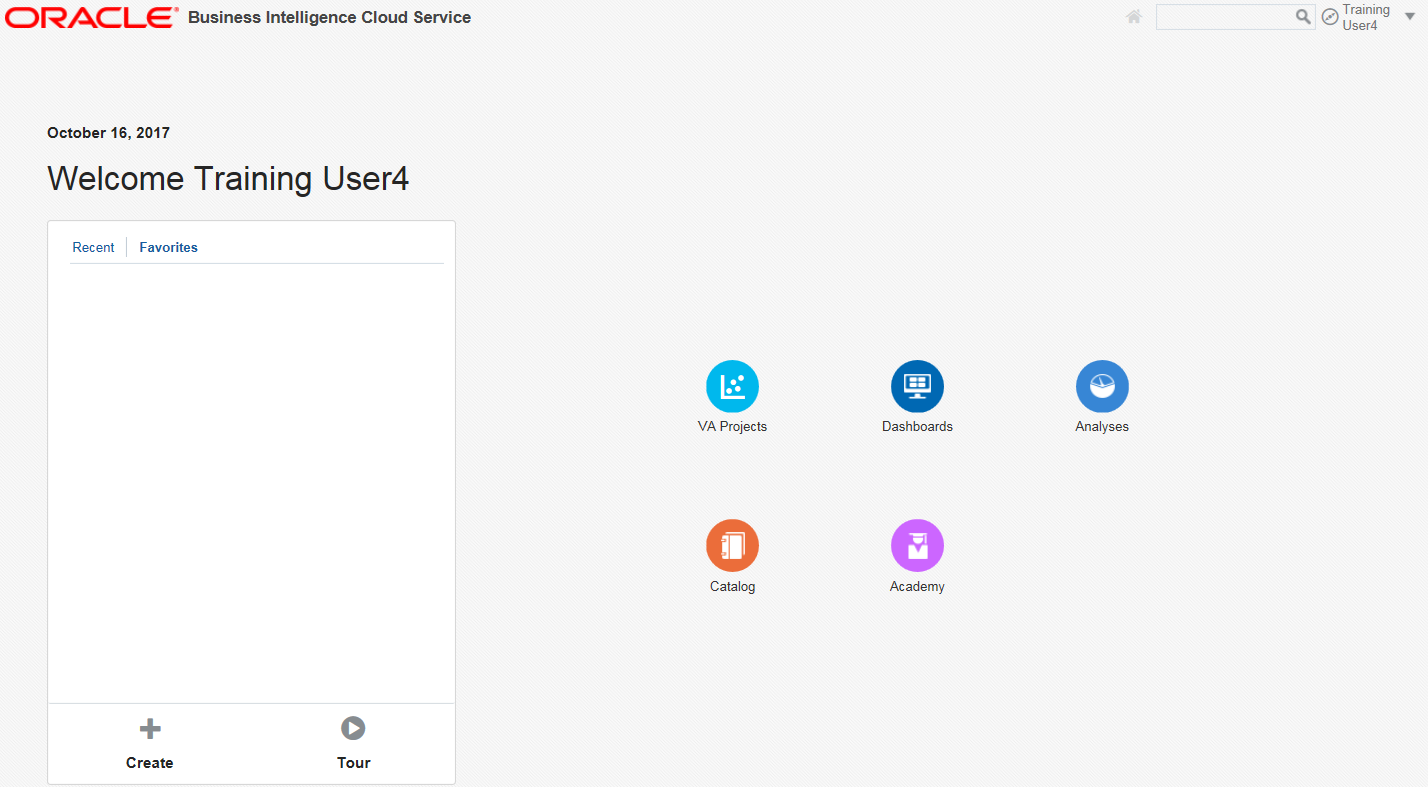 ORACLE® Business Intelligence Cloud Service
Training
User4
October 16, 2017
Welcome Training User4
Recent
Favorites
VA Projects
Dashboards
Analyses
Catalog
Academy
Create
Tour